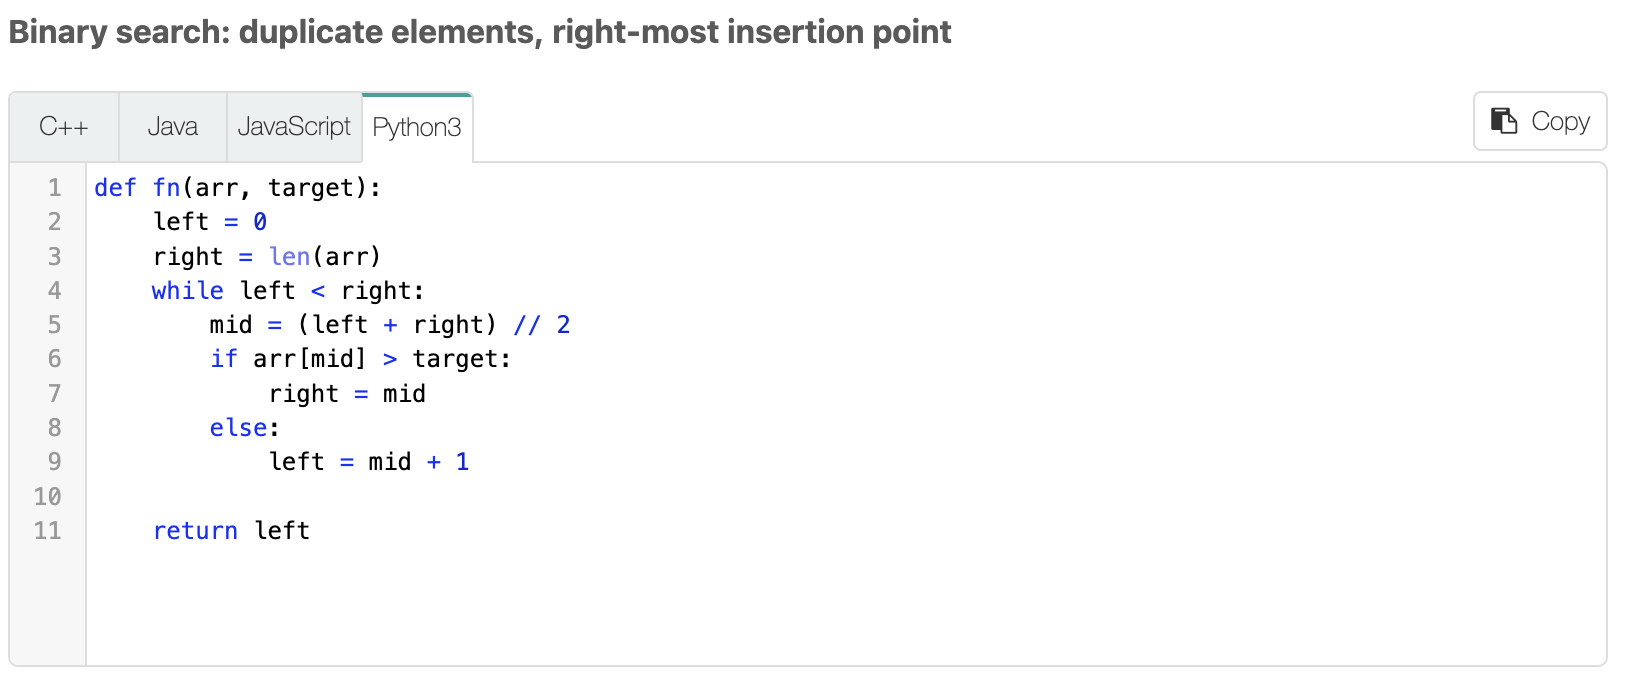 Binary search: duplicate elements, right-most insertion point
C++ Java JavaScript Python3 Copy
1 def fn(arr, target):
2     left = 0
3     right = len(arr)
4     while left < right:
5         mid = (left + right) // 2
6         if arr[mid] > target:
7             right = mid
8         else:
9             left = mid + 1
10
11     return left